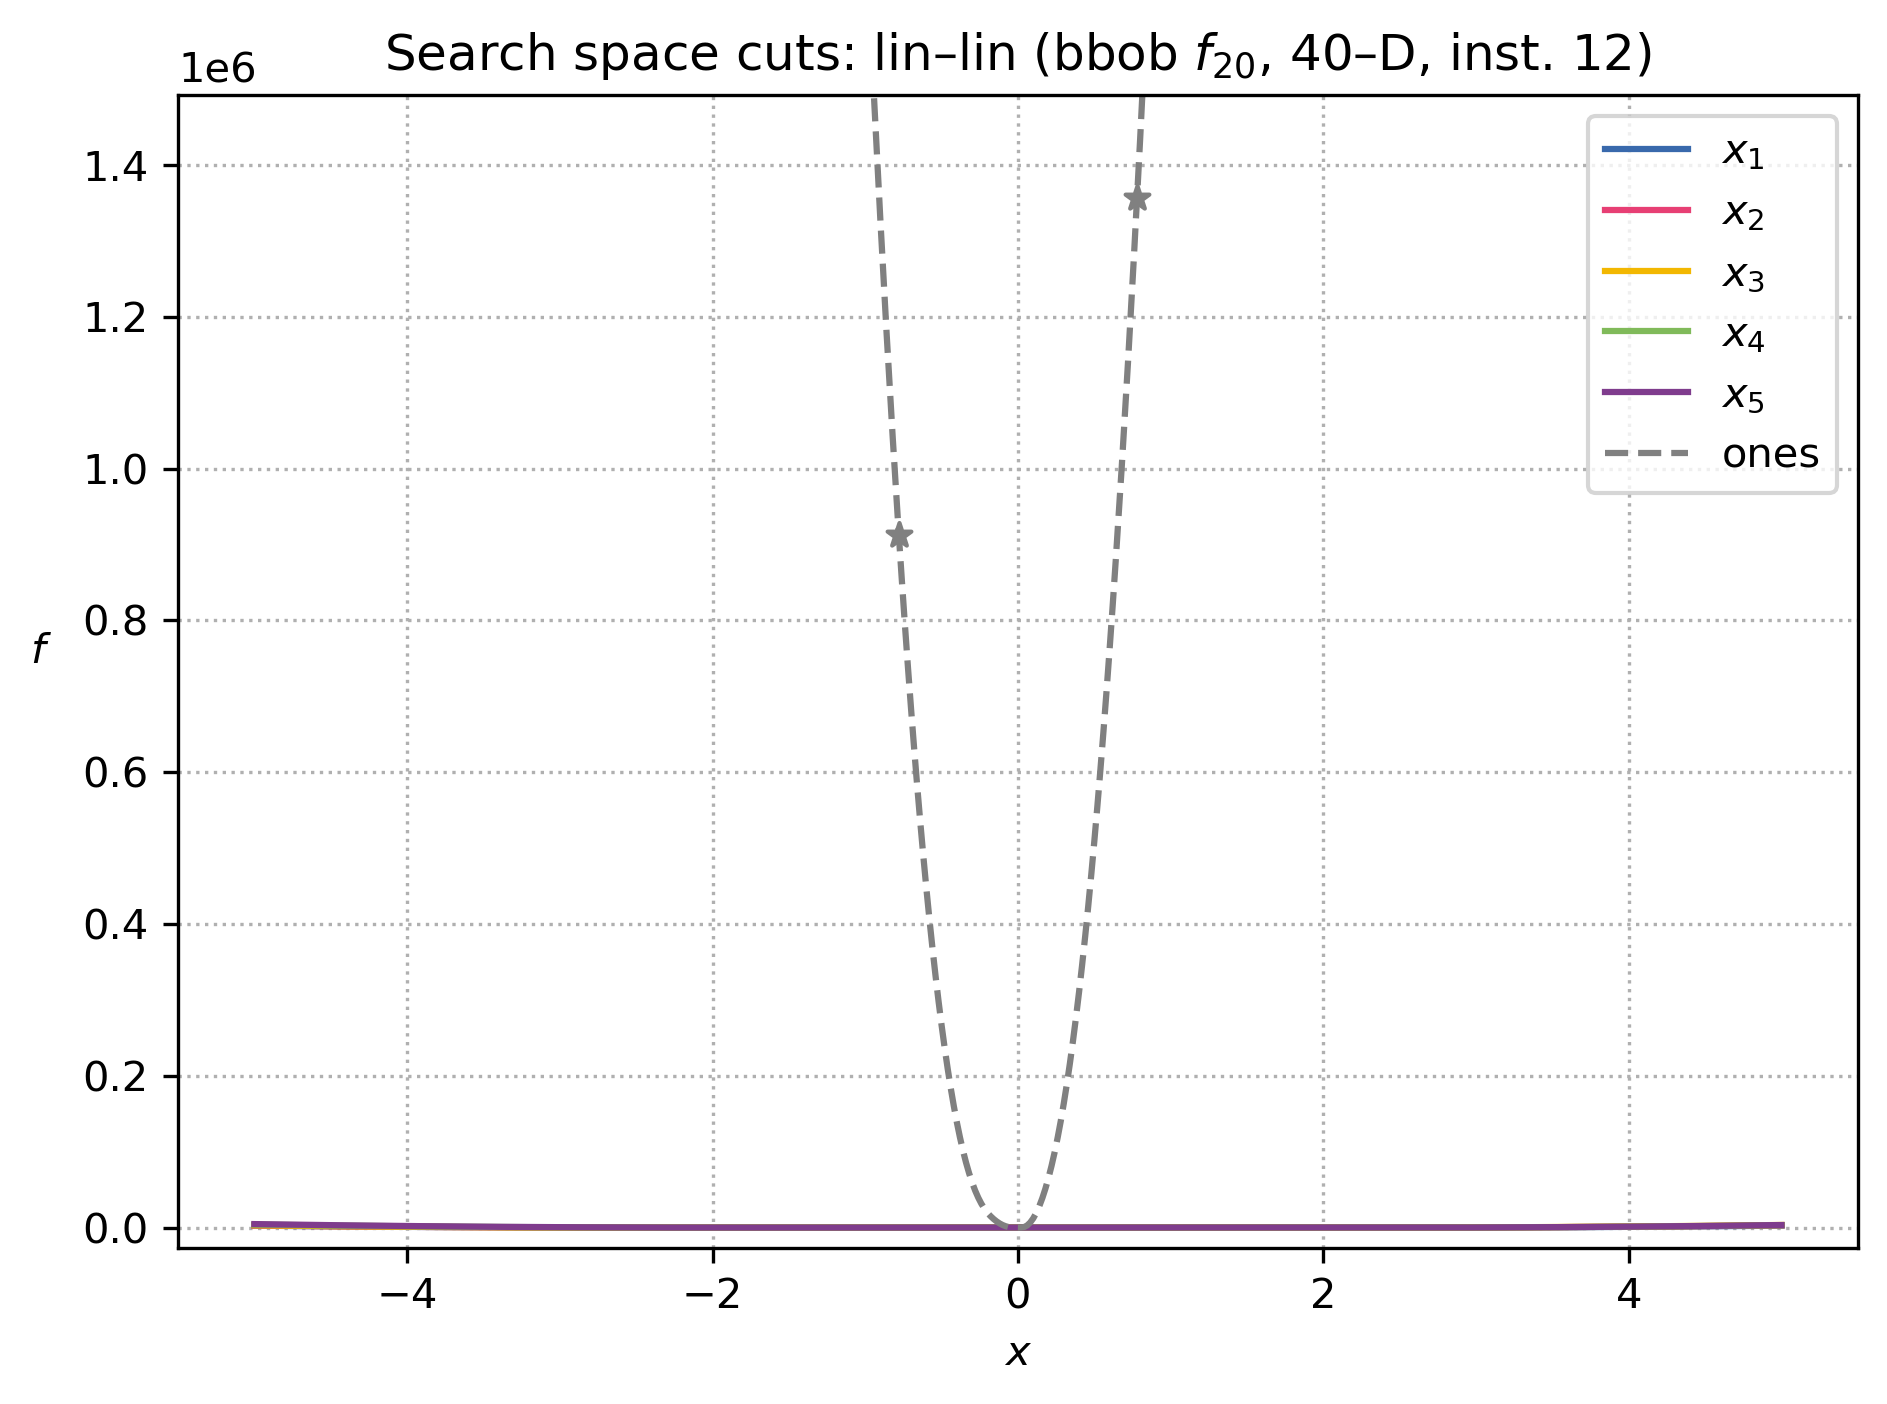 Search space cuts: lin–lin (bbob f₂₀, 40–D, inst. 12)
1e6
1.4
1.2
1.0
0.8
0.6
0.4
0.2
0.0
f
−4
−2
0
2
4
x
x₁
x₂
x₃
x₄
x₅
ones